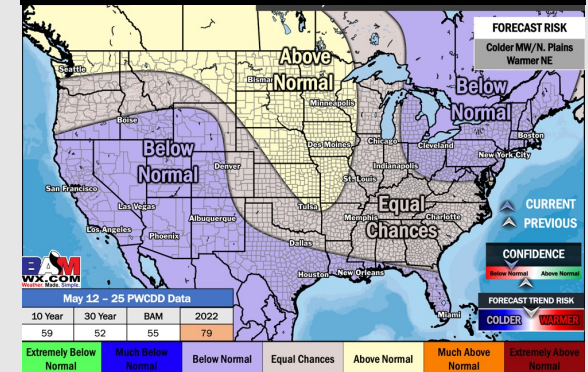 FORECAST RISK
Colder MW/N. Plains
Warmer NE
Seattle
Above
Normal
Bismar
Minneapolis
Below
Normal
Boise
Boston
Chicago
Cleveland
Des Moines
New York City
Below
Normal
Indianapolis
Denver
St. Louis
San Francisco
Equal
Chances
CURRENT
PREVIOUS
Las Vegas
Tulsa
Memphis
Charlotte
Albuquerque
Los Angeles
Phoenix
Dallas
CONFIDENCE
Below Normal
Above Normal
BAM
WX.COM
Weather. Made. Simple.
Houston
New Orleans
Miami
FORECAST TREND RISK
COLDER
WARMER
May 12 – 25 PWCDD Data
10 Year 30 Year BAM 2022
59 52 55 79
Extremely Below
Normal
Much Below
Normal
Below Normal
Equal Chances
Above Normal
Much Above
Normal
Extremely Above
Normal